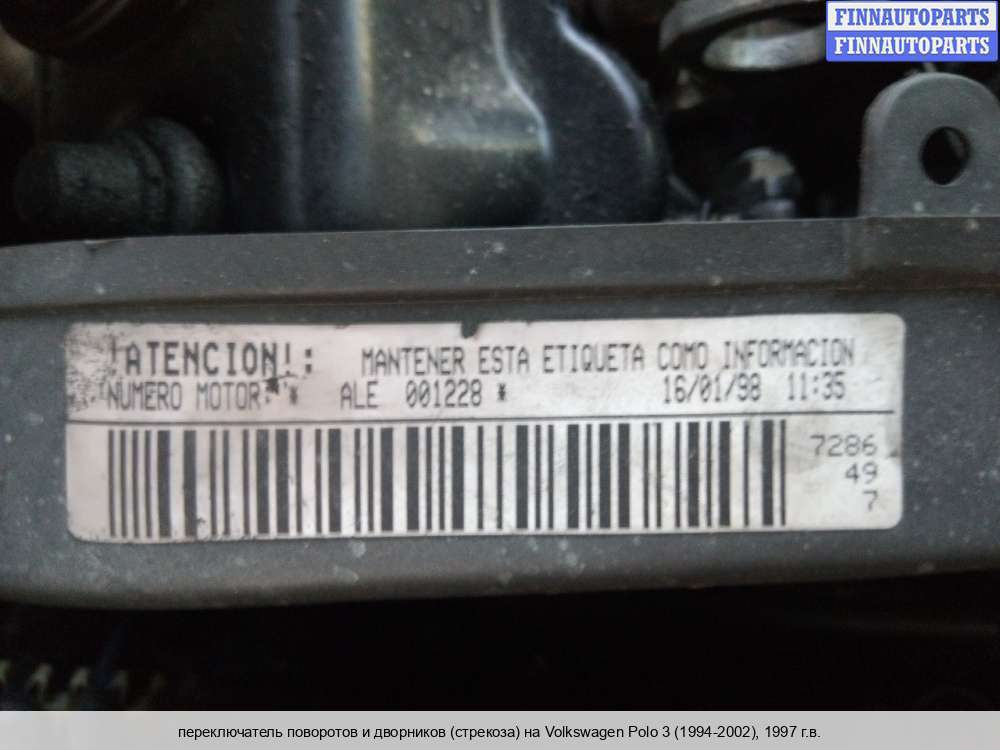 FINNAUTOPARTS
FINNAUTOPARTS
!ATENCION!: MANTENER ESTA ETIQUETA COMO INFORMACION
NUMERO MOTOR: * ALE 001228 * 16/01/98 11:35
7286
49
7
переключатель поворотов и дворников (стрекоза) на Volkswagen Polo 3 (1994-2002), 1997 г.в.